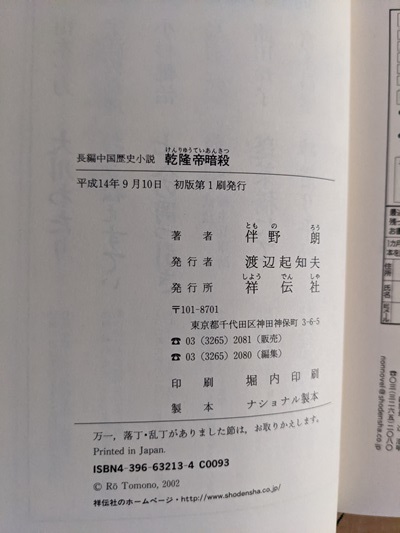 長編中国歴史小説 乾隆帝暗殺
けんりゅうていあんさつ
平成14年9月10日 初版第1刷発行
著者 伴野朗
とものろう
発行者 渡辺起知夫
発行所 祥伝社
しょうでんしゃ
〒101-8701
東京都千代田区神田神保町3-6-5
☎03(3265)2081(販売)
☎03(3265)2080(編集)
印刷 堀内印刷
製本 ナショナル製本
万一,落丁・乱丁がありました節は,お取りかえします。
Printed in Japan.
ISBN4-396-63213-4 C0093
© Rō Tomono, 2002
祥伝社のホームページ・http://www.shodensha.co.jp/
nonnovel@shodensha.co.jp